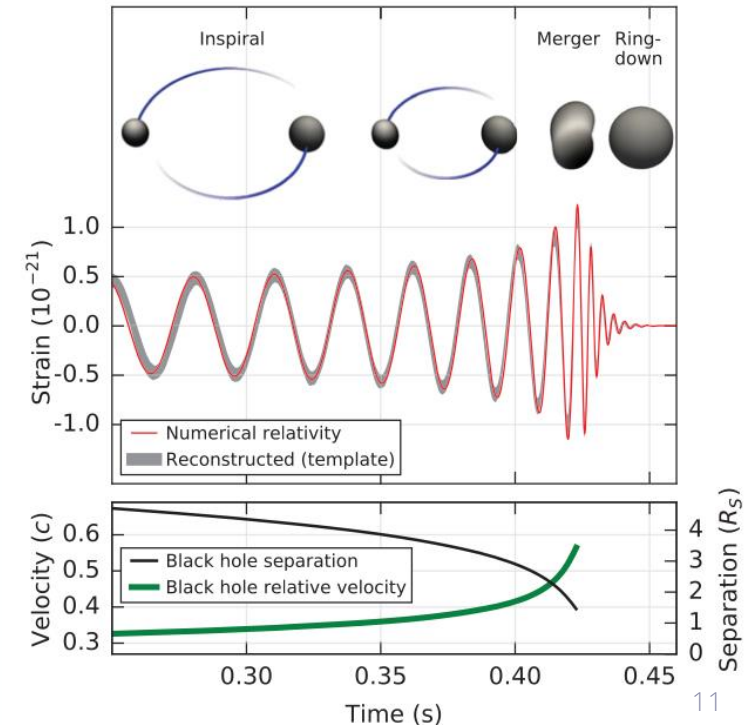 Inspiral
Merger
Ring-
down
Strain (10⁻²¹)
1.0
0.5
0.0
-0.5
-1.0
Numerical relativity
Reconstructed (template)
Velocity (c)
0.6
0.5
0.4
0.3
Black hole separation
Black hole relative velocity
4
3
2
1
0
Separation (R_S)
0.30
0.35
0.40
0.45
Time (s)
11